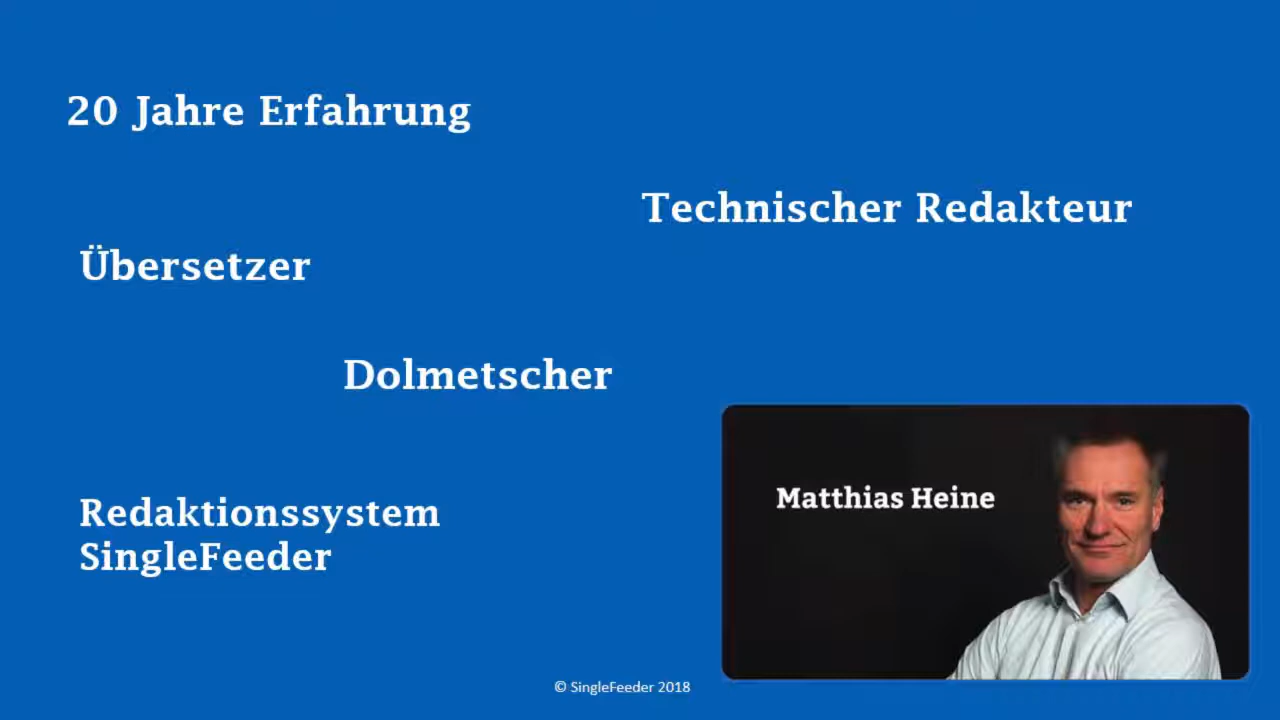 20 Jahre Erfahrung
Technischer Redakteur
Übersetzer
Dolmetscher
Redaktionssystem
SingleFeeder
Matthias Heine
© SingleFeeder 2018